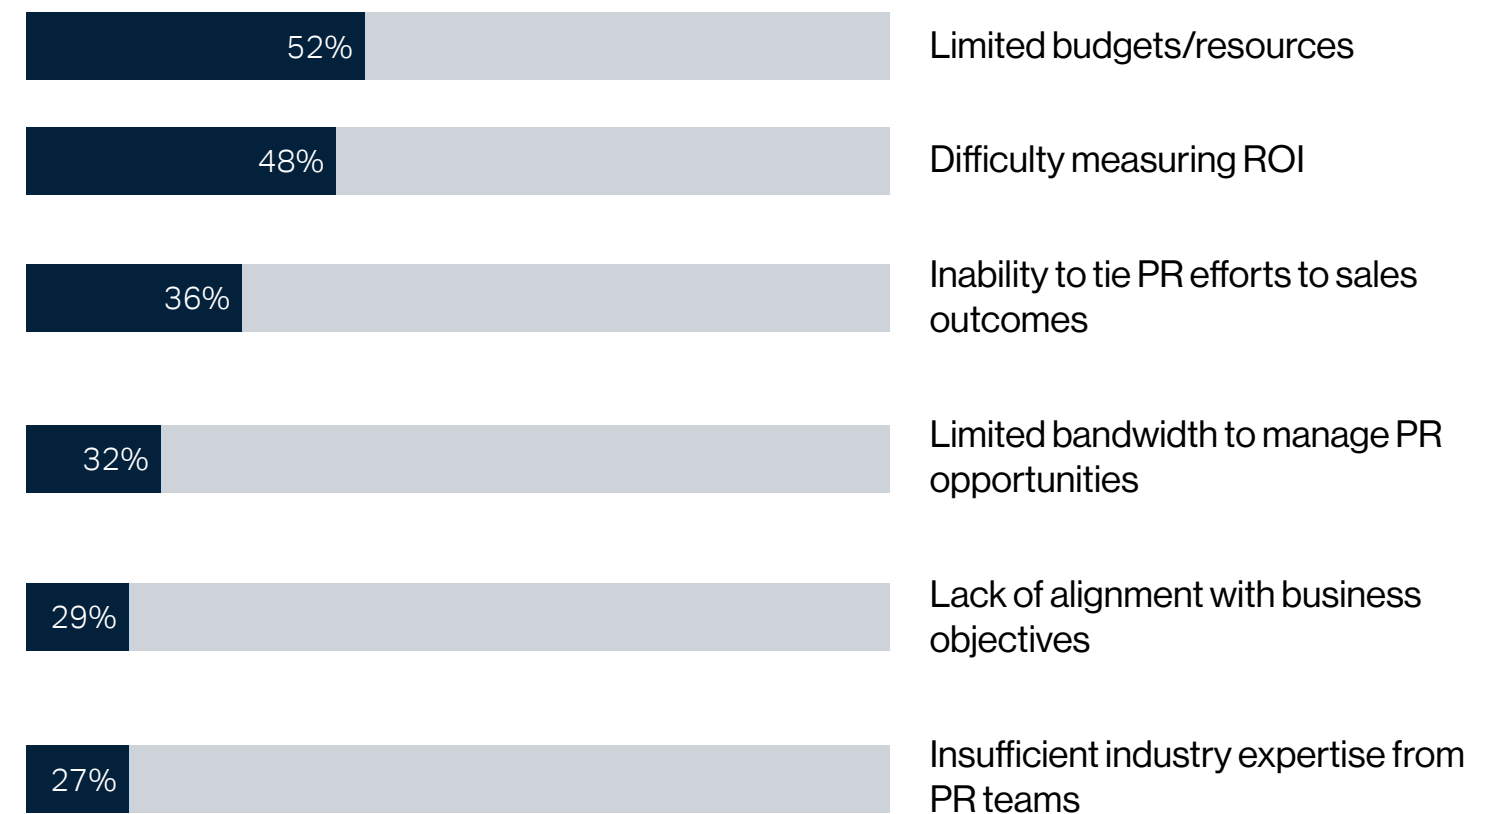 52%
Limited budgets/resources
48%
Difficulty measuring ROI
36%
Inability to tie PR efforts to sales
outcomes
32%
Limited bandwidth to manage PR
opportunities
29%
Lack of alignment with business
objectives
27%
Insufficient industry expertise from
PR teams